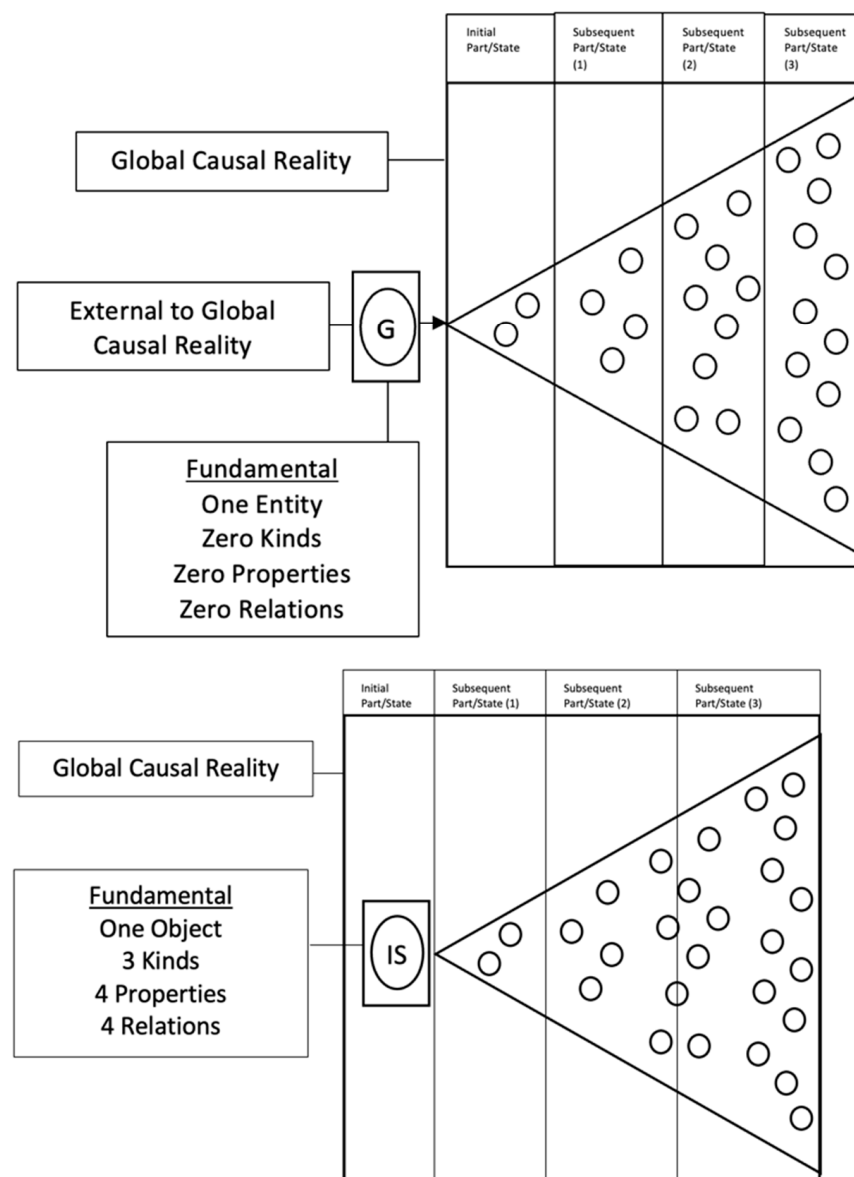 Initial
Part/State
Subsequent
Part/State
(1)
Subsequent
Part/State
(2)
Subsequent
Part/State
(3)
Global Causal Reality
External to Global
Causal Reality
G
Fundamental
One Entity
Zero Kinds
Zero Properties
Zero Relations
Initial
Part/State
Subsequent
Part/State (1)
Subsequent
Part/State (2)
Subsequent
Part/State (3)
Global Causal Reality
Fundamental
One Object
3 Kinds
4 Properties
4 Relations
IS